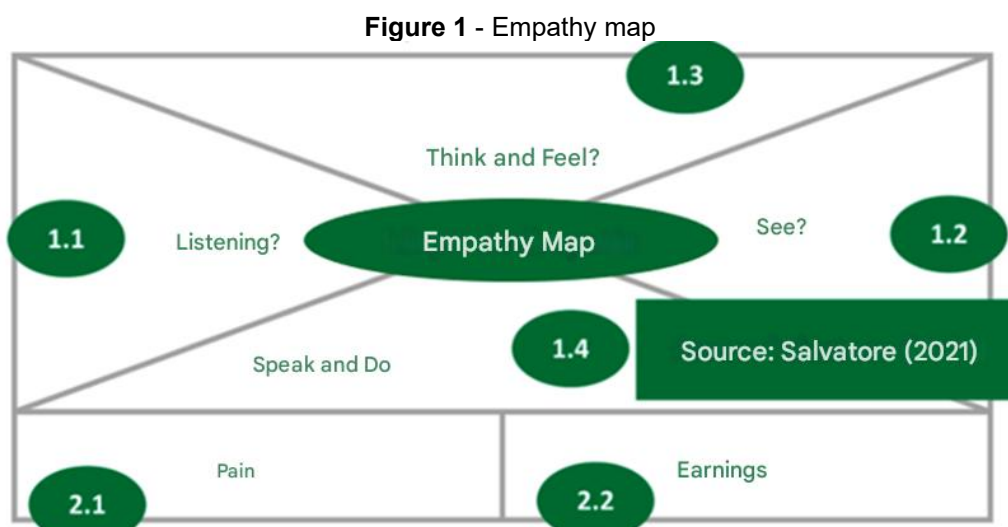 Figure 1 - Empathy map
1.3
Think and Feel?
1.1
Listening?
Empathy Map
See?
1.2
1.4
Source: Salvatore (2021)
Speak and Do
Pain
Earnings
2.1
2.2